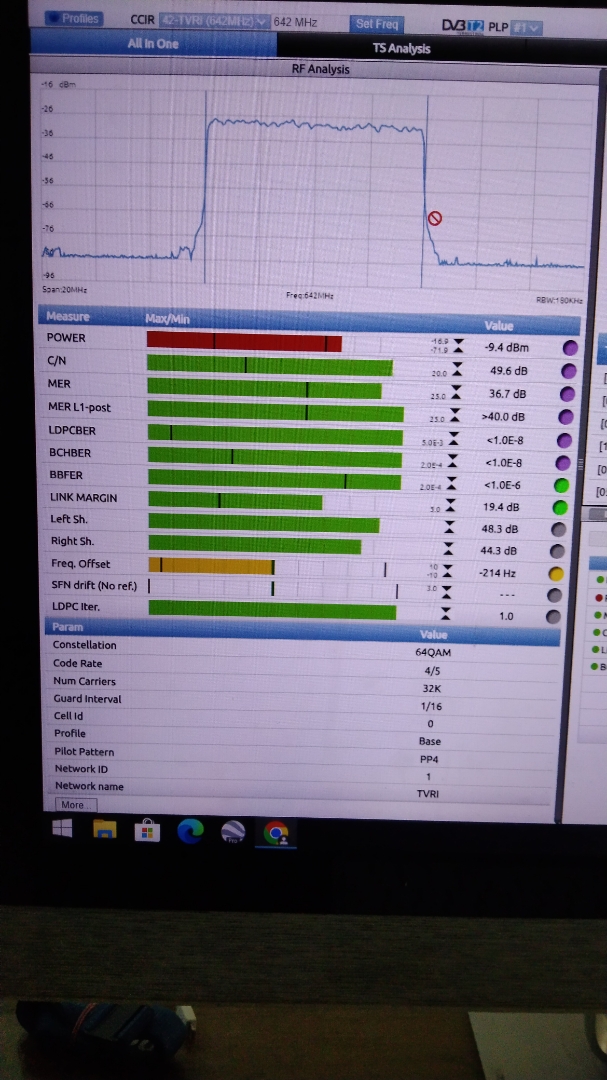 Profiles CCIR 42-TVRI (642MHz) 642 MHz Set Freq DVB T2 PLP #1
All In One TS Analysis
RF Analysis
-16 dBm
-26
-36
-46
-56
-66
-76
-96
Span:20MHz Freq:642MHz RBW:180KHz
Measure Max/Min Value
POWER -16.9 -71.9 -9.4 dBm
C/N 20.0 49.6 dB
MER 25.0 36.7 dB
MER L1-post 25.0 >40.0 dB
LDPCBER 5.0E-3 <1.0E-8
BCHBER 2.0E-4 <1.0E-8
BBFER 2.0E-4 <1.0E-6
LINK MARGIN 3.0 19.4 dB
Left Sh. 48.3 dB
Right Sh. 44.3 dB
Freq. Offset 10 -10 -214 Hz
SFN drift (No ref.) 3.0 ---
LDPC Iter. 1.0
Param Value
Constellation 64QAM
Code Rate 4/5
Num Carriers 32K
Guard Interval 1/16
Cell Id 0
Profile Base
Pilot Pattern PP4
Network ID 1
Network name TVRI
More...